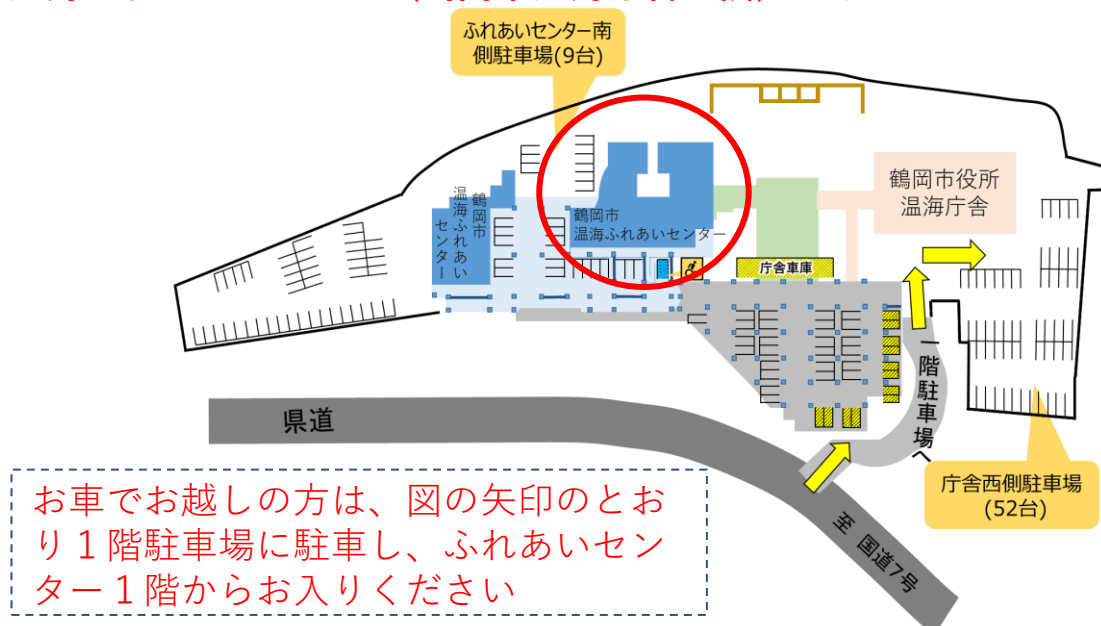 ふれあいセンター南
側駐車場(9台)
鶴岡市
温海ふれあい
センター
鶴岡市
温海ふれあいセンター
鶴岡市役所
温海庁舎
庁舎車庫
一階駐車場へ
県道
庁舎西側駐車場
(52台)
至 国道7号
お車でお越しの方は、図の矢印のとお
り１階駐車場に駐車し、ふれあいセン
ター１階からお入りください